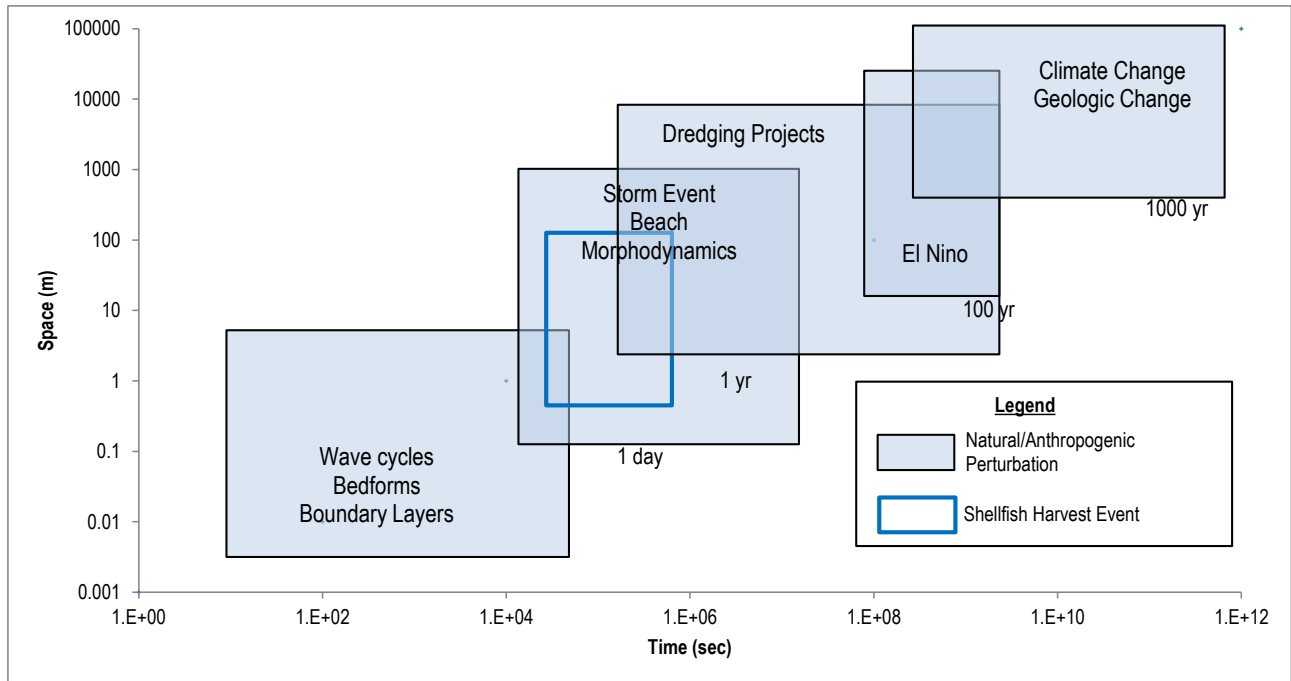 100000
10000
1000
100
10
1
0.1
0.01
0.001
Space (m)
Climate Change
Geologic Change
1000 yr
Dredging Projects
Storm Event
Beach
Morphodynamics
El Nino
100 yr
1 yr
1 day
Wave cycles
Bedforms
Boundary Layers
Legend
Natural/Anthropogenic
Perturbation
Shellfish Harvest Event
1.E+00 1.E+02 1.E+04 1.E+06 1.E+08 1.E+10 1.E+12
Time (sec)